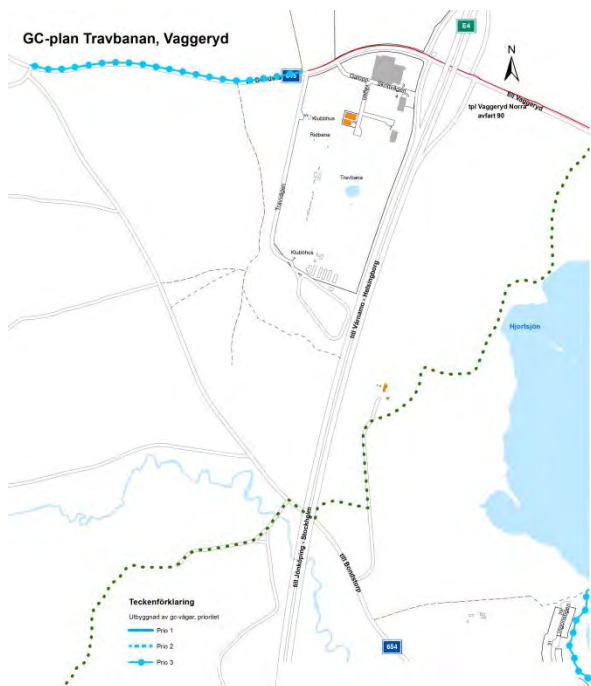 GC-plan Travbanan, Vaggeryd
E4
N
till Vaggeryd
tpl Vaggeryd Norra
avfart 90
Klubbhus
Ridbana
Travbana
Travvägen
Klubbhus
till Värnamo - Helsingborg
Hjortsjön
till Jönköping - Stockholm
till Bondstorp
Teckenförklaring
Utbyggnad av gc-vägar, prioritet
Prio 1
Prio 2
Prio 3
654